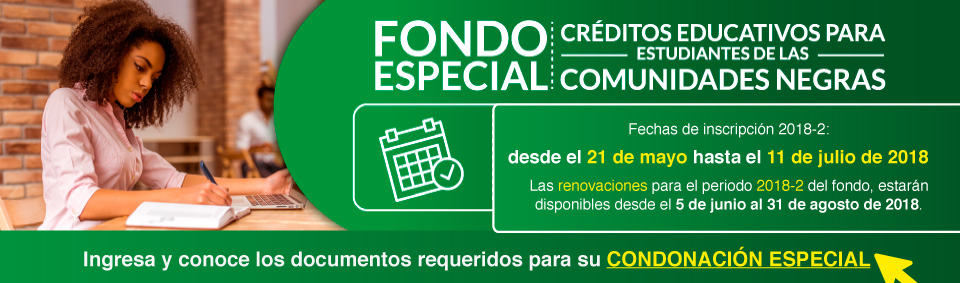 FONDO
ESPECIAL
CRÉDITOS EDUCATIVOS PARA
ESTUDIANTES DE LAS
COMUNIDADES NEGRAS
Fechas de inscripción 2018-2:
desde el 21 de mayo hasta el 11 de julio de 2018
Las renovaciones para el periodo 2018-2 del fondo, estarán
disponibles desde el 5 de junio al 31 de agosto de 2018.
Ingresa y conoce los documentos requeridos para su CONDONACIÓN ESPECIAL